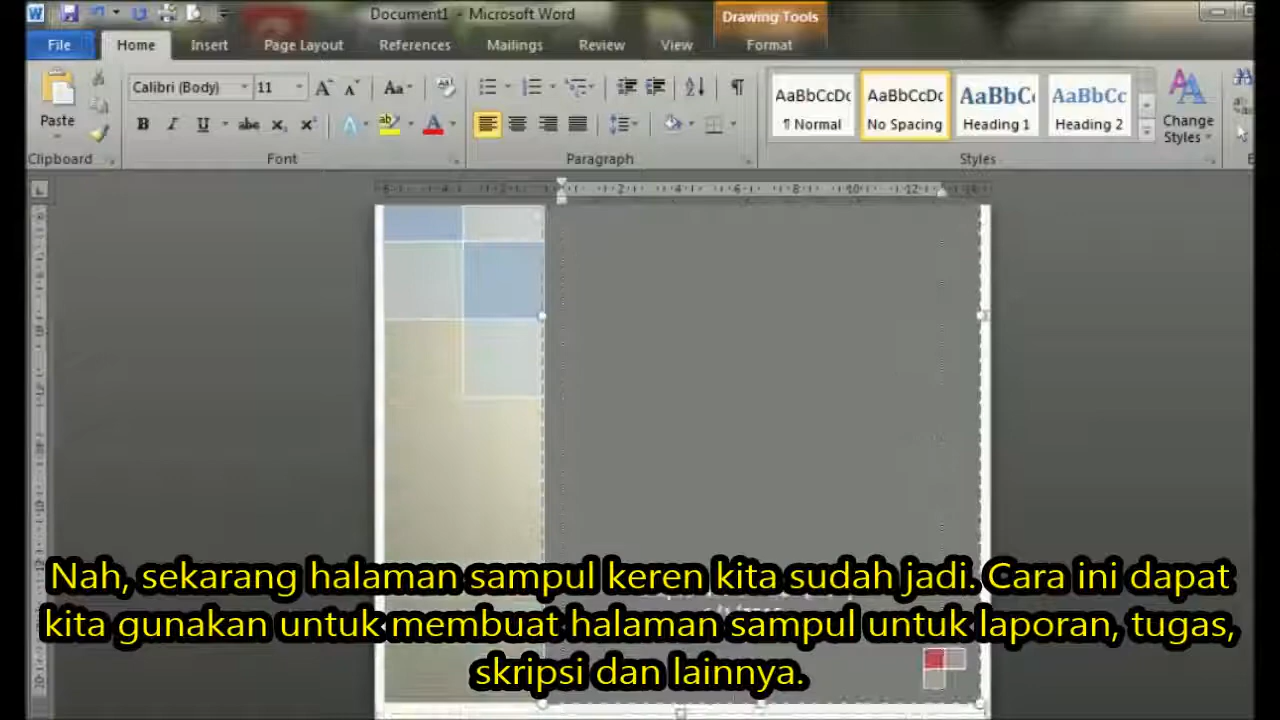 Document1 - Microsoft Word
Drawing Tools
File Home Insert Page Layout References Mailings Review View Format
Calibri (Body) 11
Paste
AaBbCcDc AaBbCcDc AaBbCc AaBbCc
¶ Normal No Spacing Heading 1 Heading 2
Change
Styles
Clipboard Font Paragraph Styles
Nah, sekarang halaman sampul keren kita sudah jadi. Cara ini dapat
kita gunakan untuk membuat halaman sampul untuk laporan, tugas,
skripsi dan lainnya.